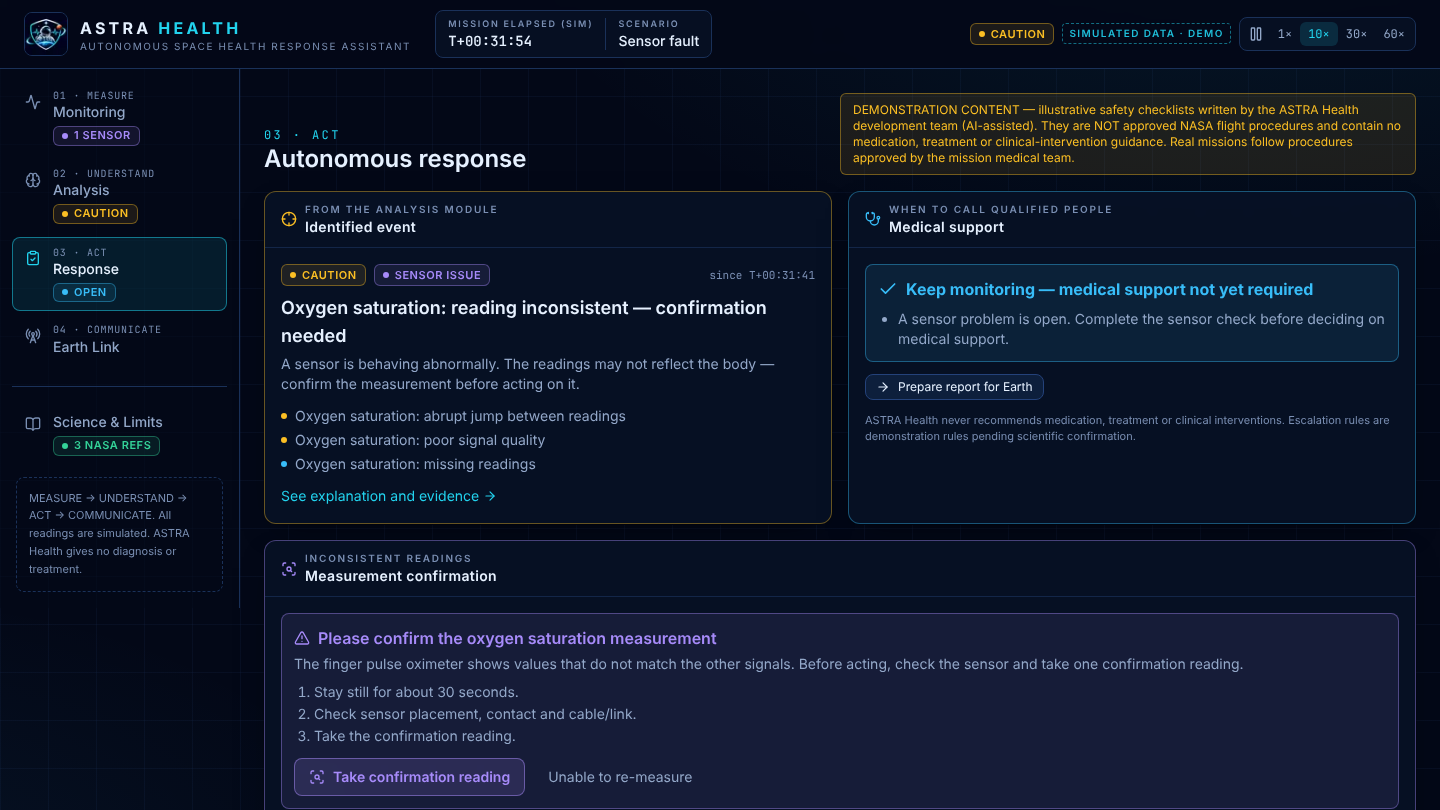 ASTRA HEALTH
AUTONOMOUS SPACE HEALTH RESPONSE ASSISTANT
MISSION ELAPSED (SIM)
T+00:31:54
SCENARIO
Sensor fault
CAUTION
SIMULATED DATA · DEMO
1×
10×
30×
60×
01 · MEASURE
Monitoring
1 SENSOR
02 · UNDERSTAND
Analysis
CAUTION
03 · ACT
Response
OPEN
04 · COMMUNICATE
Earth Link
Science & Limits
3 NASA REFS
MEASURE → UNDERSTAND →
ACT → COMMUNICATE. All
readings are simulated. ASTRA
Health gives no diagnosis or
treatment.
03 · ACT
Autonomous response
DEMONSTRATION CONTENT — illustrative safety checklists written by the ASTRA Health
development team (AI-assisted). They are NOT approved NASA flight procedures and contain no
medication, treatment or clinical-intervention guidance. Real missions follow procedures
approved by the mission medical team.
FROM THE ANALYSIS MODULE
Identified event
CAUTION
SENSOR ISSUE
since T+00:31:41
Oxygen saturation: reading inconsistent — confirmation
needed
A sensor is behaving abnormally. The readings may not reflect the body —
confirm the measurement before acting on it.
Oxygen saturation: abrupt jump between readings
Oxygen saturation: poor signal quality
Oxygen saturation: missing readings
See explanation and evidence →
WHEN TO CALL QUALIFIED PEOPLE
Medical support
Keep monitoring — medical support not yet required
• A sensor problem is open. Complete the sensor check before deciding on
medical support.
→ Prepare report for Earth
ASTRA Health never recommends medication, treatment or clinical interventions. Escalation rules are
demonstration rules pending scientific confirmation.
INCONSISTENT READINGS
Measurement confirmation
Please confirm the oxygen saturation measurement
The finger pulse oximeter shows values that do not match the other signals. Before acting, check the sensor and take one confirmation reading.
1. Stay still for about 30 seconds.
2. Check sensor placement, contact and cable/link.
3. Take the confirmation reading.
Take confirmation reading
Unable to re-measure